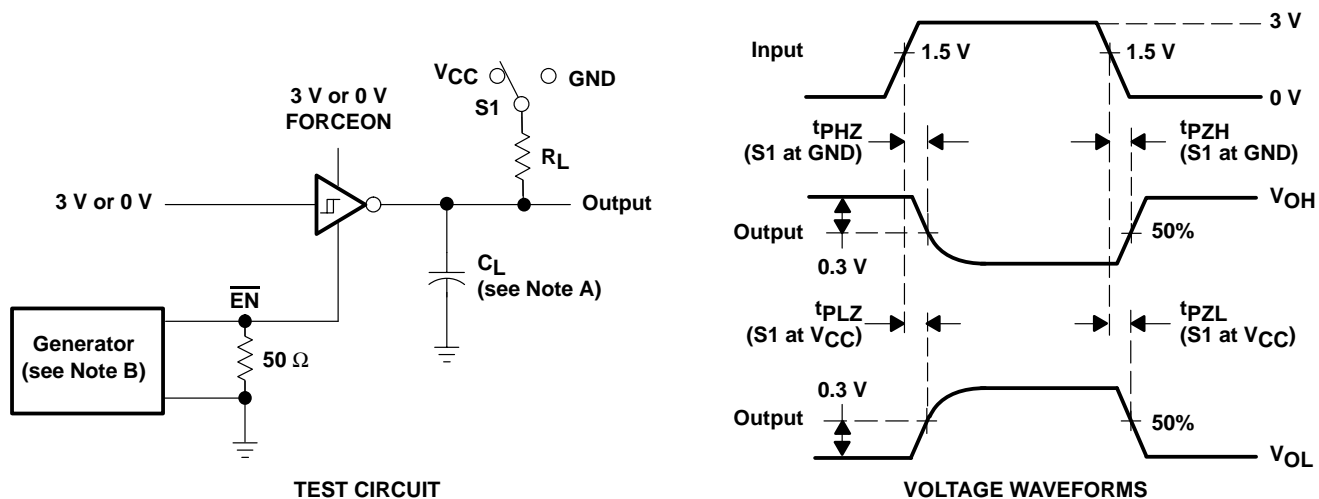 VCC
GND
S1
3 V or 0 V
FORCEON
RL
3 V or 0 V
Output
CL
(see Note A)
EN
Generator
(see Note B)
50 Ω
TEST CIRCUIT
Input
1.5 V
1.5 V
3 V
0 V
tPHZ
(S1 at GND)
tPZH
(S1 at GND)
VOH
Output
50%
0.3 V
tPLZ
(S1 at VCC)
tPZL
(S1 at VCC)
0.3 V
Output
50%
VOL
VOLTAGE WAVEFORMS